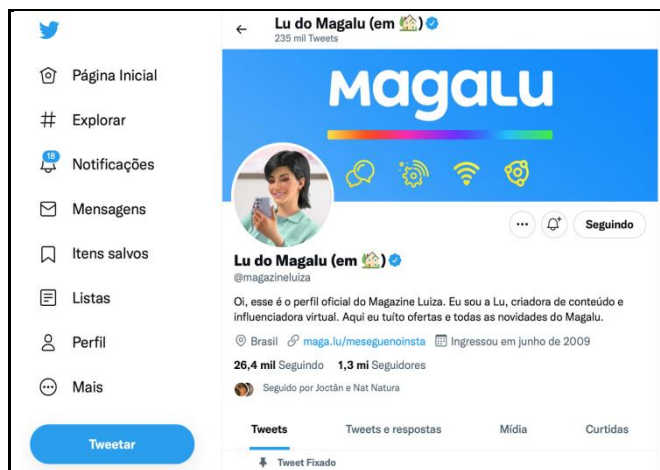 Página Inicial
Explorar
18
Notificações
Mensagens
Itens salvos
Listas
Perfil
Mais
Tweetar
Lu do Magalu (em 🏡)
235 mil Tweets
Magalu
Seguindo
Lu do Magalu (em 🏡)
@magazineluiza
Oi, esse é o perfil oficial do Magazine Luiza. Eu sou a Lu, criadora de conteúdo e
influenciadora virtual. Aqui eu tuíto ofertas e todas as novidades do Magalu.
Brasil maga.lu/meseguenoinsta Ingressou em junho de 2009
26,4 mil Seguindo 1,3 mi Seguidores
Seguido por Joctân e Nat Natura
Tweets Tweets e respostas Mídia Curtidas
Tweet Fixado